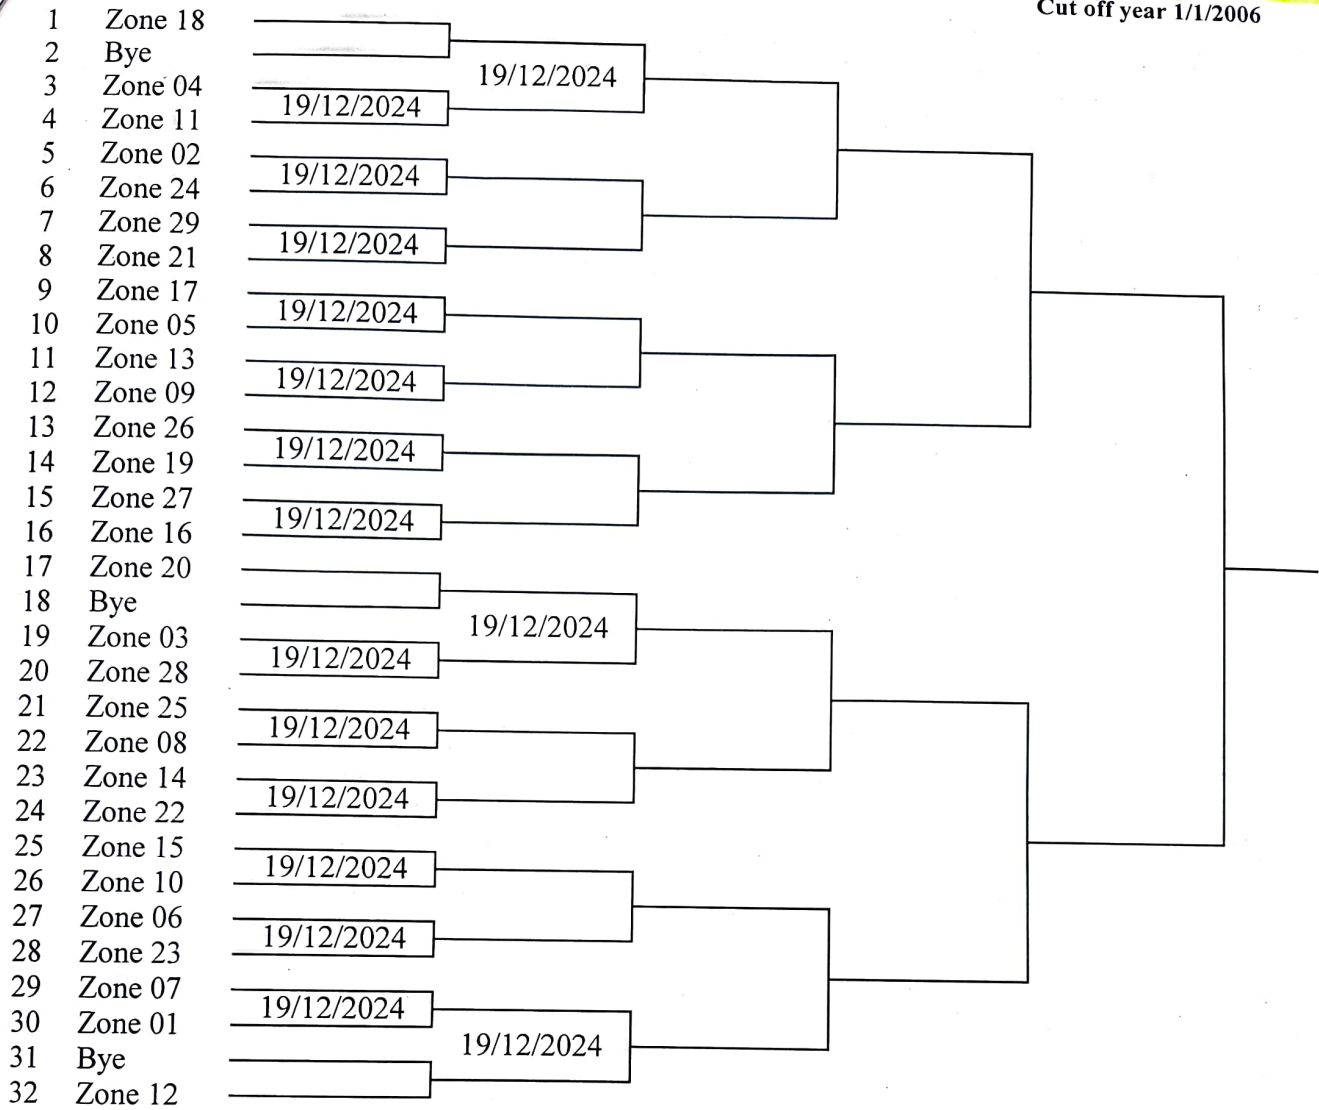 Cut off year 1/1/2006
1 Zone 18
2 Bye
19/12/2024
3 Zone 04
19/12/2024
4 Zone 11
5 Zone 02
19/12/2024
6 Zone 24
7 Zone 29
19/12/2024
8 Zone 21
9 Zone 17
19/12/2024
10 Zone 05
11 Zone 13
19/12/2024
12 Zone 09
13 Zone 26
19/12/2024
14 Zone 19
15 Zone 27
19/12/2024
16 Zone 16
17 Zone 20
18 Bye
19/12/2024
19 Zone 03
19/12/2024
20 Zone 28
21 Zone 25
19/12/2024
22 Zone 08
23 Zone 14
19/12/2024
24 Zone 22
25 Zone 15
19/12/2024
26 Zone 10
27 Zone 06
19/12/2024
28 Zone 23
29 Zone 07
19/12/2024
30 Zone 01
19/12/2024
31 Bye
32 Zone 12